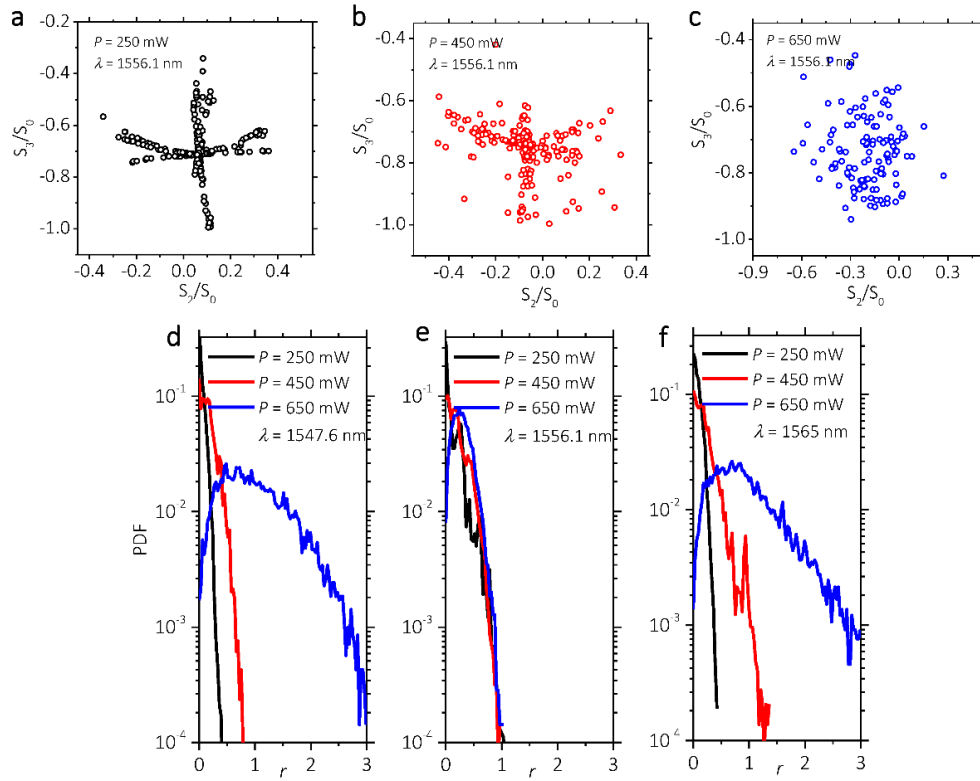 a
P = 250 mW
λ = 1556.1 nm
-0.2
-0.4
-0.6
-0.8
-1.0
S3/S0
-0.4 -0.2 0.0 0.2 0.4
S2/S0
b
P = 450 mW
λ = 1556.1 nm
-0.4
-0.6
-0.8
-1.0
S3/S0
-0.4 -0.2 0.0 0.2 0.4
S2/S0
c
P = 650 mW
λ = 1556.1 nm
-0.4
-0.6
-0.8
-1.0
S3/S0
-0.9 -0.6 -0.3 0.0 0.3
S2/S0
d
P = 250 mW
P = 450 mW
P = 650 mW
λ = 1547.6 nm
10-1
10-2
10-3
10-4
PDF
0 1 r 2 3
e
P = 250 mW
P = 450 mW
P = 650 mW
λ = 1556.1 nm
10-1
10-2
10-3
10-4
0 1 r 2 3
f
P = 250 mW
P = 450 mW
P = 650 mW
λ = 1565 nm
10-1
10-2
10-3
10-4
0 1 r 2 3